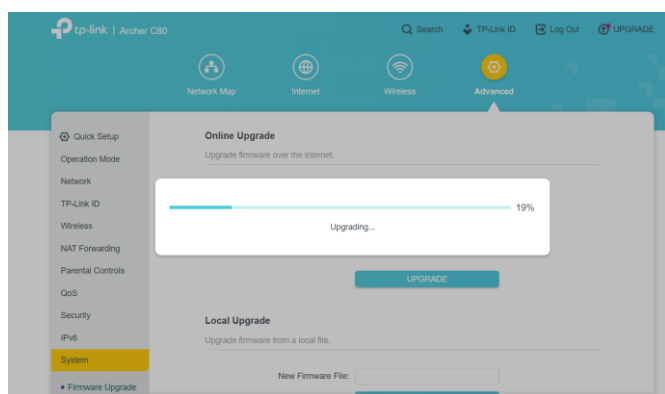 tp-link | Archer C80
Search TP-Link ID Log Out UPGRADE
Network Map Internet Wireless Advanced
Quick Setup
Operation Mode
Network
TP-Link ID
Wireless
NAT Forwarding
Parental Controls
QoS
Security
IPv6
System
• Firmware Upgrade
Online Upgrade
Upgrade firmware over the internet.
19%
Upgrading...
UPGRADE
Local Upgrade
Upgrade firmware from a local file.
New Firmware File: